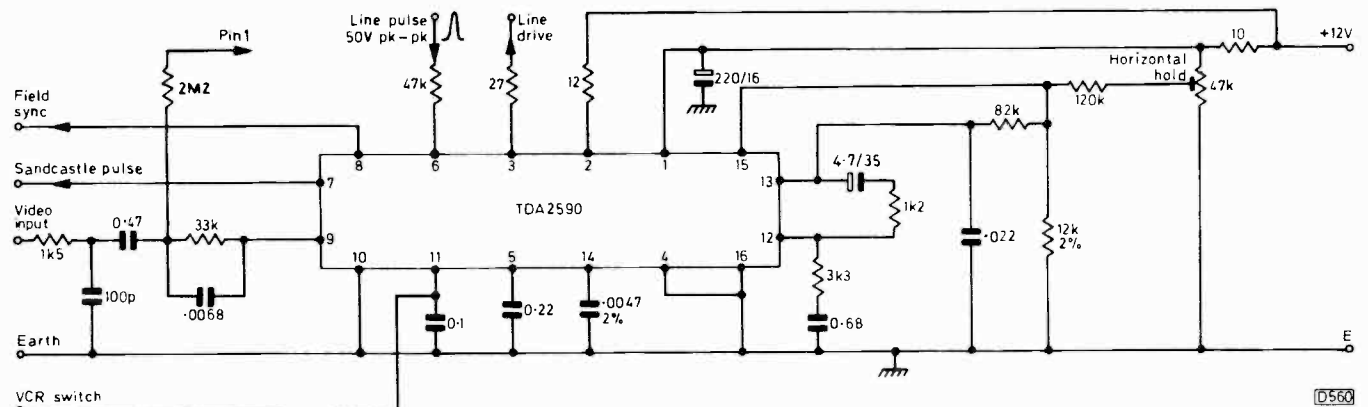 Line pulse
50V pk-pk
Line
drive
10
+12V
Pin1
2M2
47k
27
12
220/16
Horizontal
hold
47k
120k
Field
sync
82k
8
6
3
2
1
15
Sandcastle pulse
7
13
4·7/35
1k2
TDA2590
Video
input
0·47
33k
1k5
9
12
·022
12k
2%
10
11
5
14
4
16
3k3
100p
·0068
0·1
0·22
·0047
2%
0·68
Earth
E
VCR switch
D560